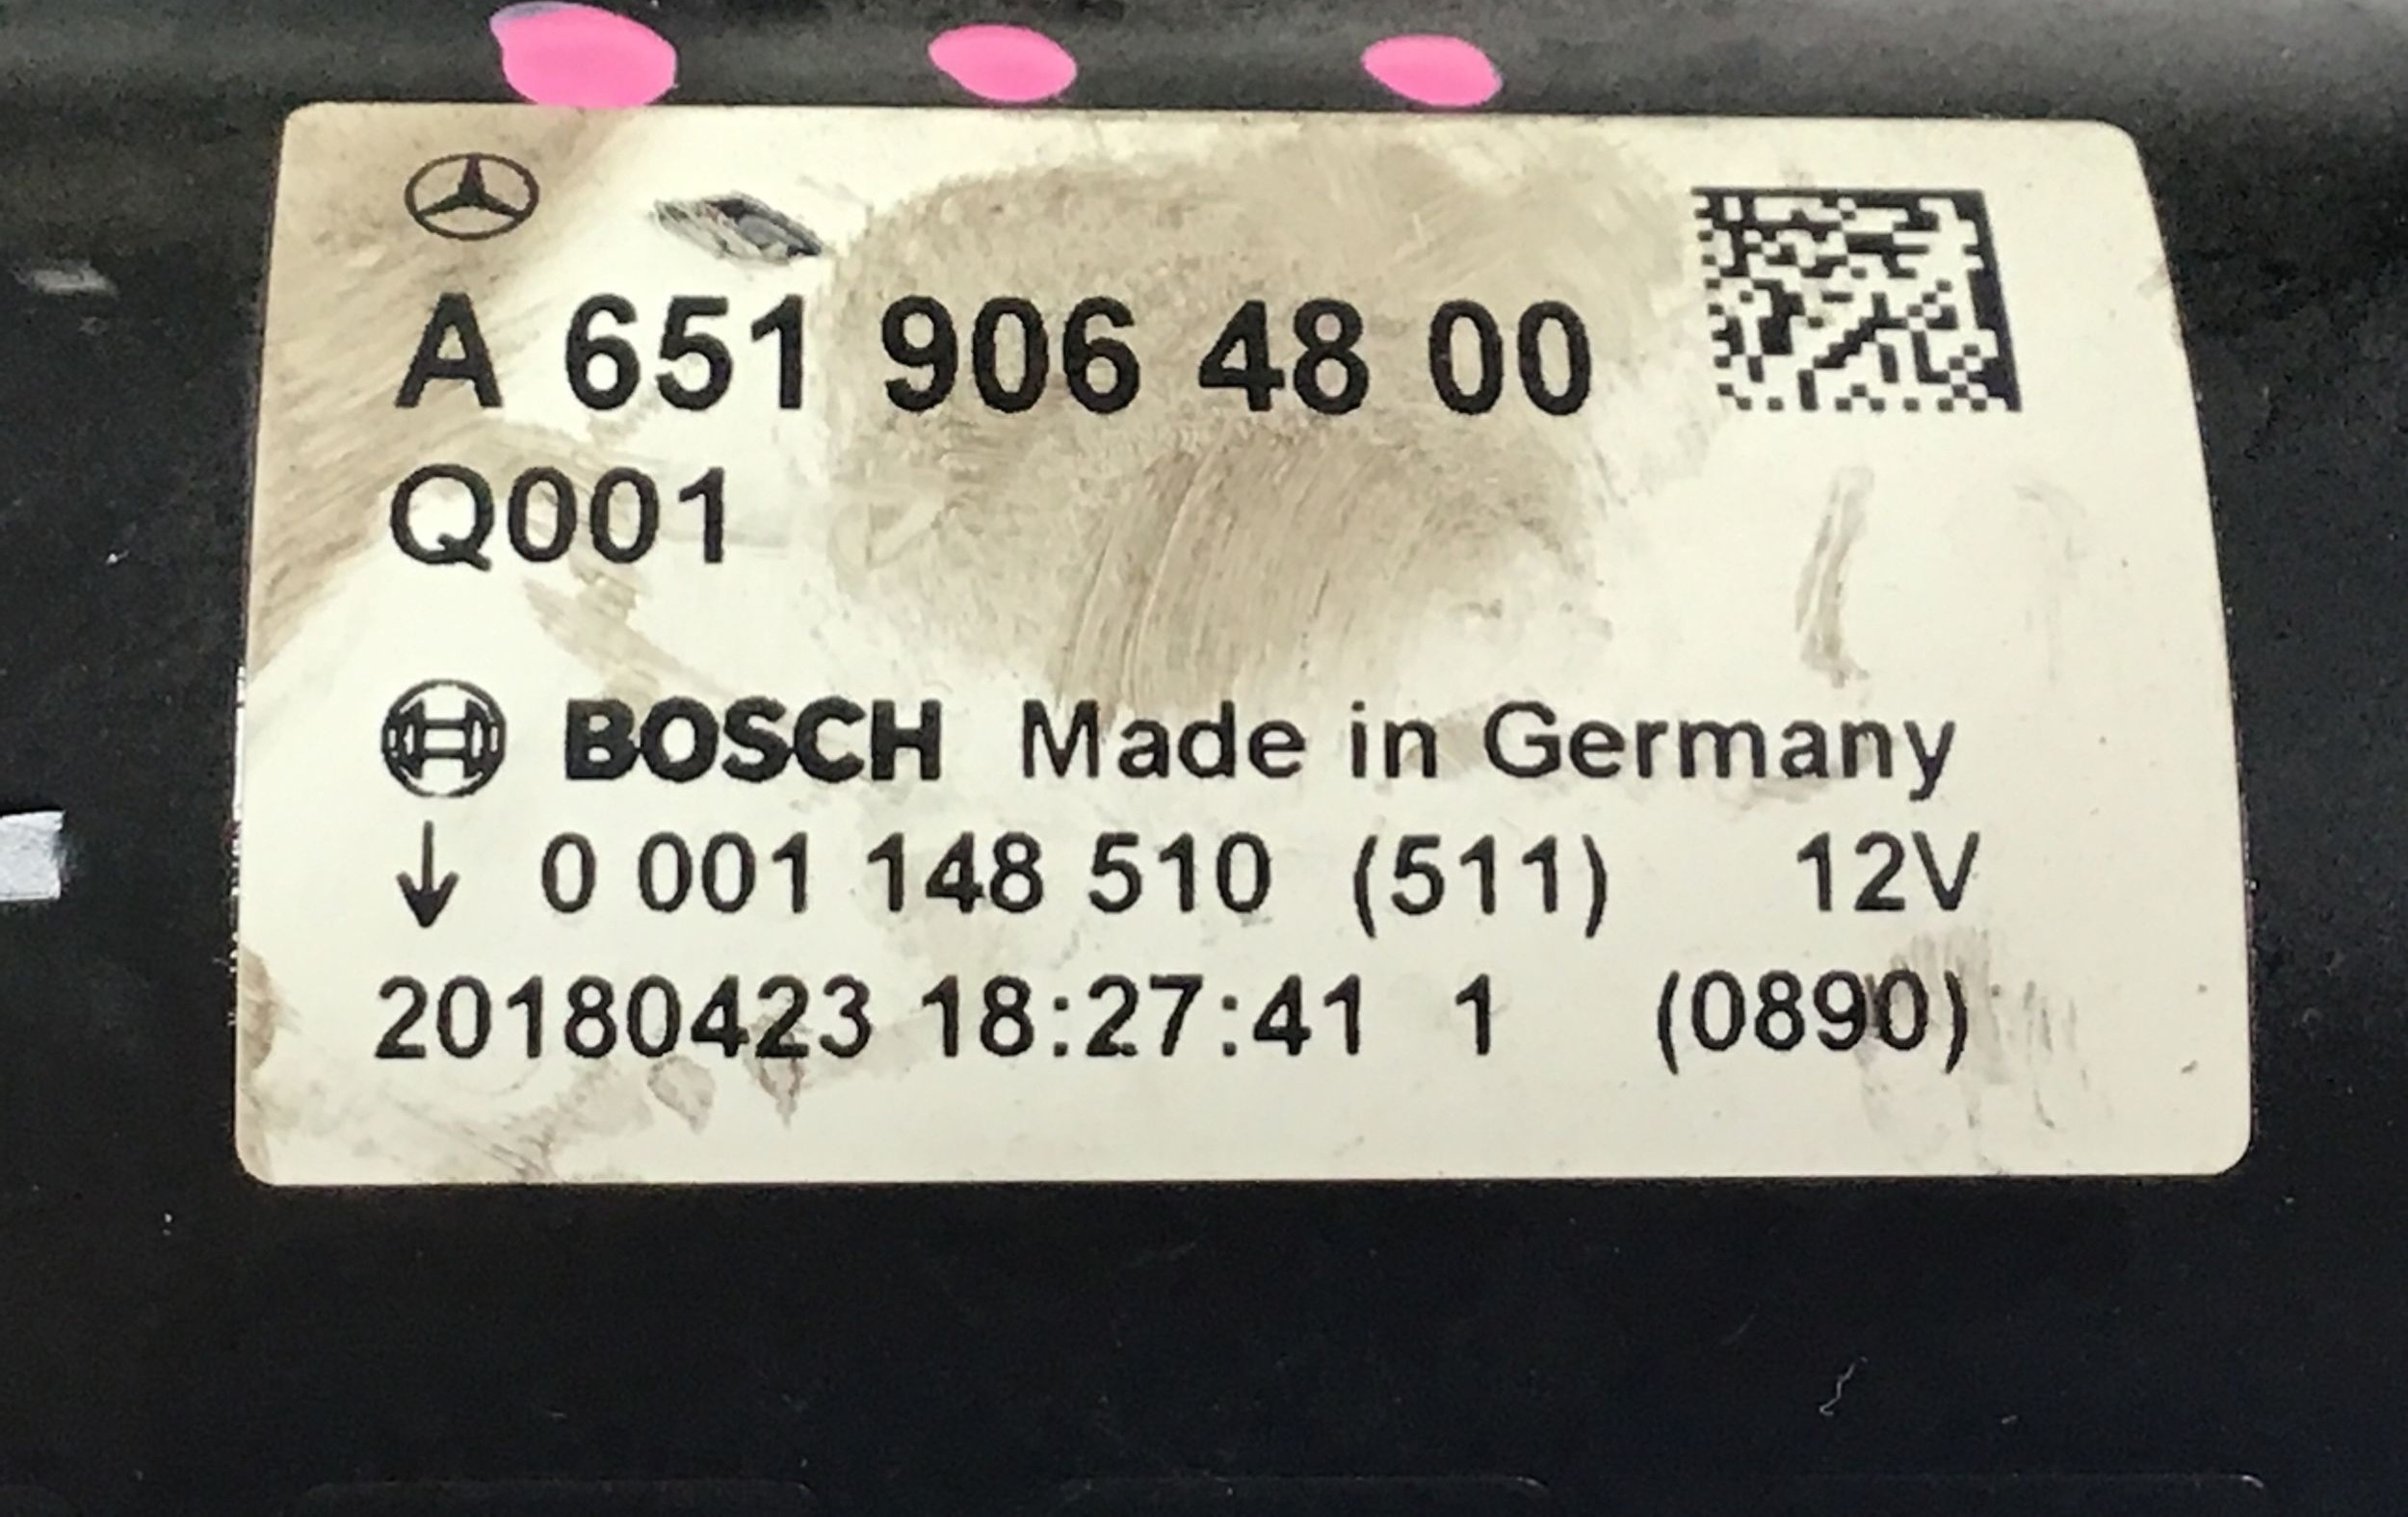 A 651 906 48 00
Q001
BOSCH Made in Germany
↓ 0 001 148 510 (511) 12V
20180423 18:27:41 1 (0890)